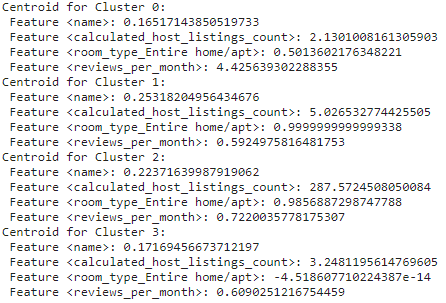 Centroid for Cluster 0:
Feature <name>: 0.16517143850519733
Feature <calculated_host_listings_count>: 2.1301008161305903
Feature <room_type_Entire home/apt>: 0.5013602176348221
Feature <reviews_per_month>: 4.425639302288355
Centroid for Cluster 1:
Feature <name>: 0.25318204956434676
Feature <calculated_host_listings_count>: 5.026532774425505
Feature <room_type_Entire home/apt>: 0.9999999999999338
Feature <reviews_per_month>: 0.5924975816481753
Centroid for Cluster 2:
Feature <name>: 0.22371639987919062
Feature <calculated_host_listings_count>: 287.5724508050084
Feature <room_type_Entire home/apt>: 0.9856887298747788
Feature <reviews_per_month>: 0.7220035778175307
Centroid for Cluster 3:
Feature <name>: 0.17169456673712197
Feature <calculated_host_listings_count>: 3.2481195614769605
Feature <room_type_Entire home/apt>: -4.518607710224387e-14
Feature <reviews_per_month>: 0.6090251216754459